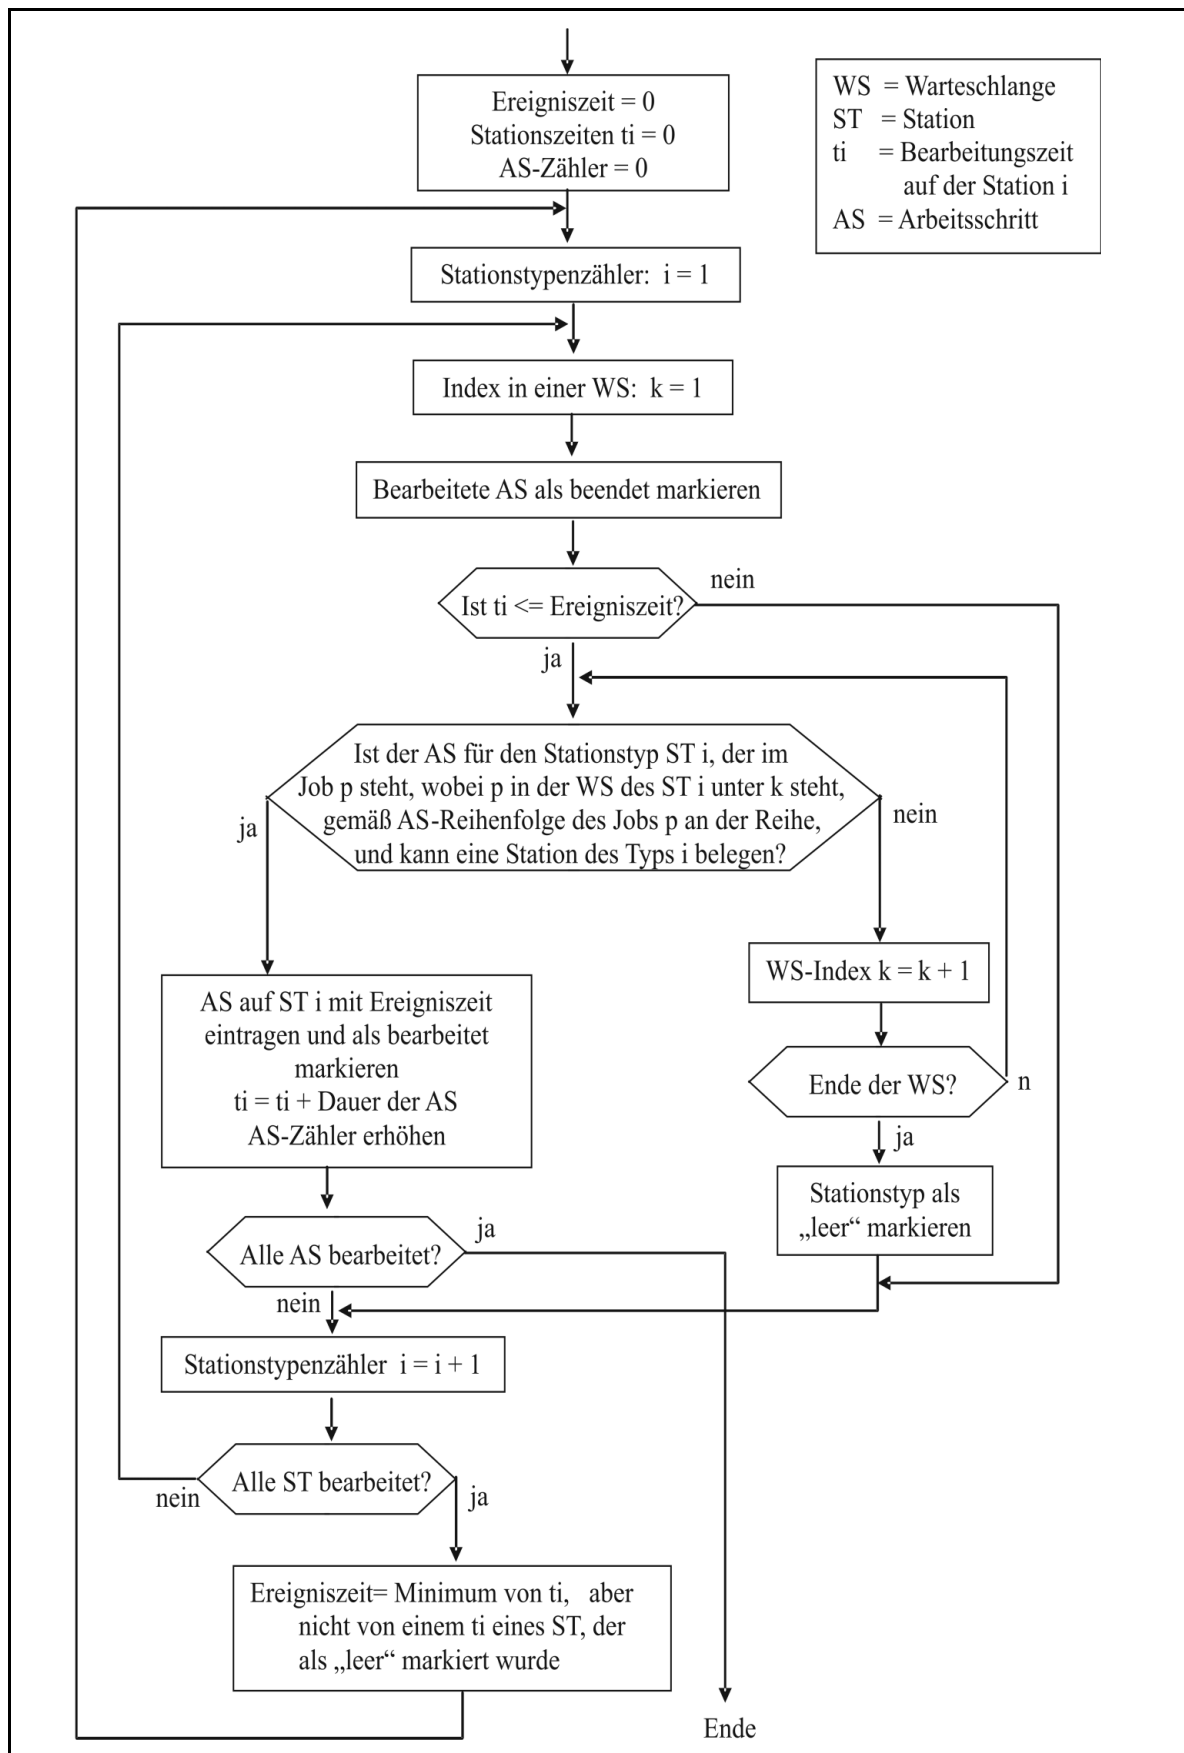 Ereigniszeit = 0
Stationszeiten ti = 0
AS-Zähler = 0
WS = Warteschlange
ST = Station
ti = Bearbeitungszeit
auf der Station i
AS = Arbeitsschritt
Stationstypenzähler: i = 1
Index in einer WS: k = 1
Bearbeitete AS als beendet markieren
Ist ti <= Ereigniszeit?
nein
ja
Ist der AS für den Stationstyp ST i, der im
Job p steht, wobei p in der WS des ST i unter k steht,
gemäß AS-Reihenfolge des Jobs p an der Reihe,
und kann eine Station des Typs i belegen?
ja
nein
WS-Index k = k + 1
Ende der WS?
n
ja
Stationstyp als
„leer“ markieren
AS auf ST i mit Ereigniszeit
eintragen und als bearbeitet
markieren
ti = ti + Dauer der AS
AS-Zähler erhöhen
Alle AS bearbeitet?
ja
nein
Stationstypenzähler i = i + 1
Alle ST bearbeitet?
nein
ja
Ereigniszeit= Minimum von ti, aber
nicht von einem ti eines ST, der
als „leer“ markiert wurde
Ende